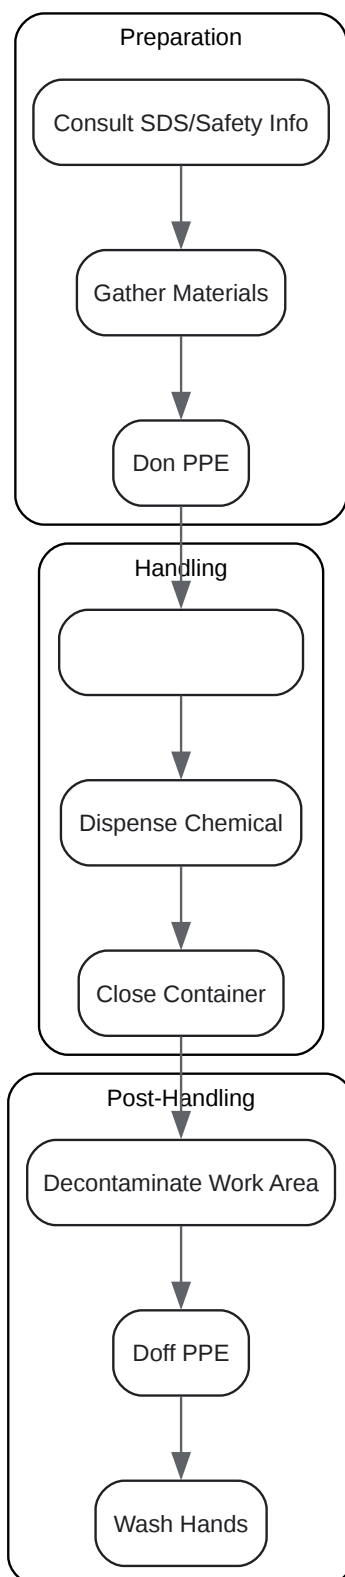 Preparation
Consult SDS/Safety Info
Gather Materials
Don PPE
Handling
Dispense Chemical
Close Container
Post-Handling
Decontaminate Work Area
Doff PPE
Wash Hands